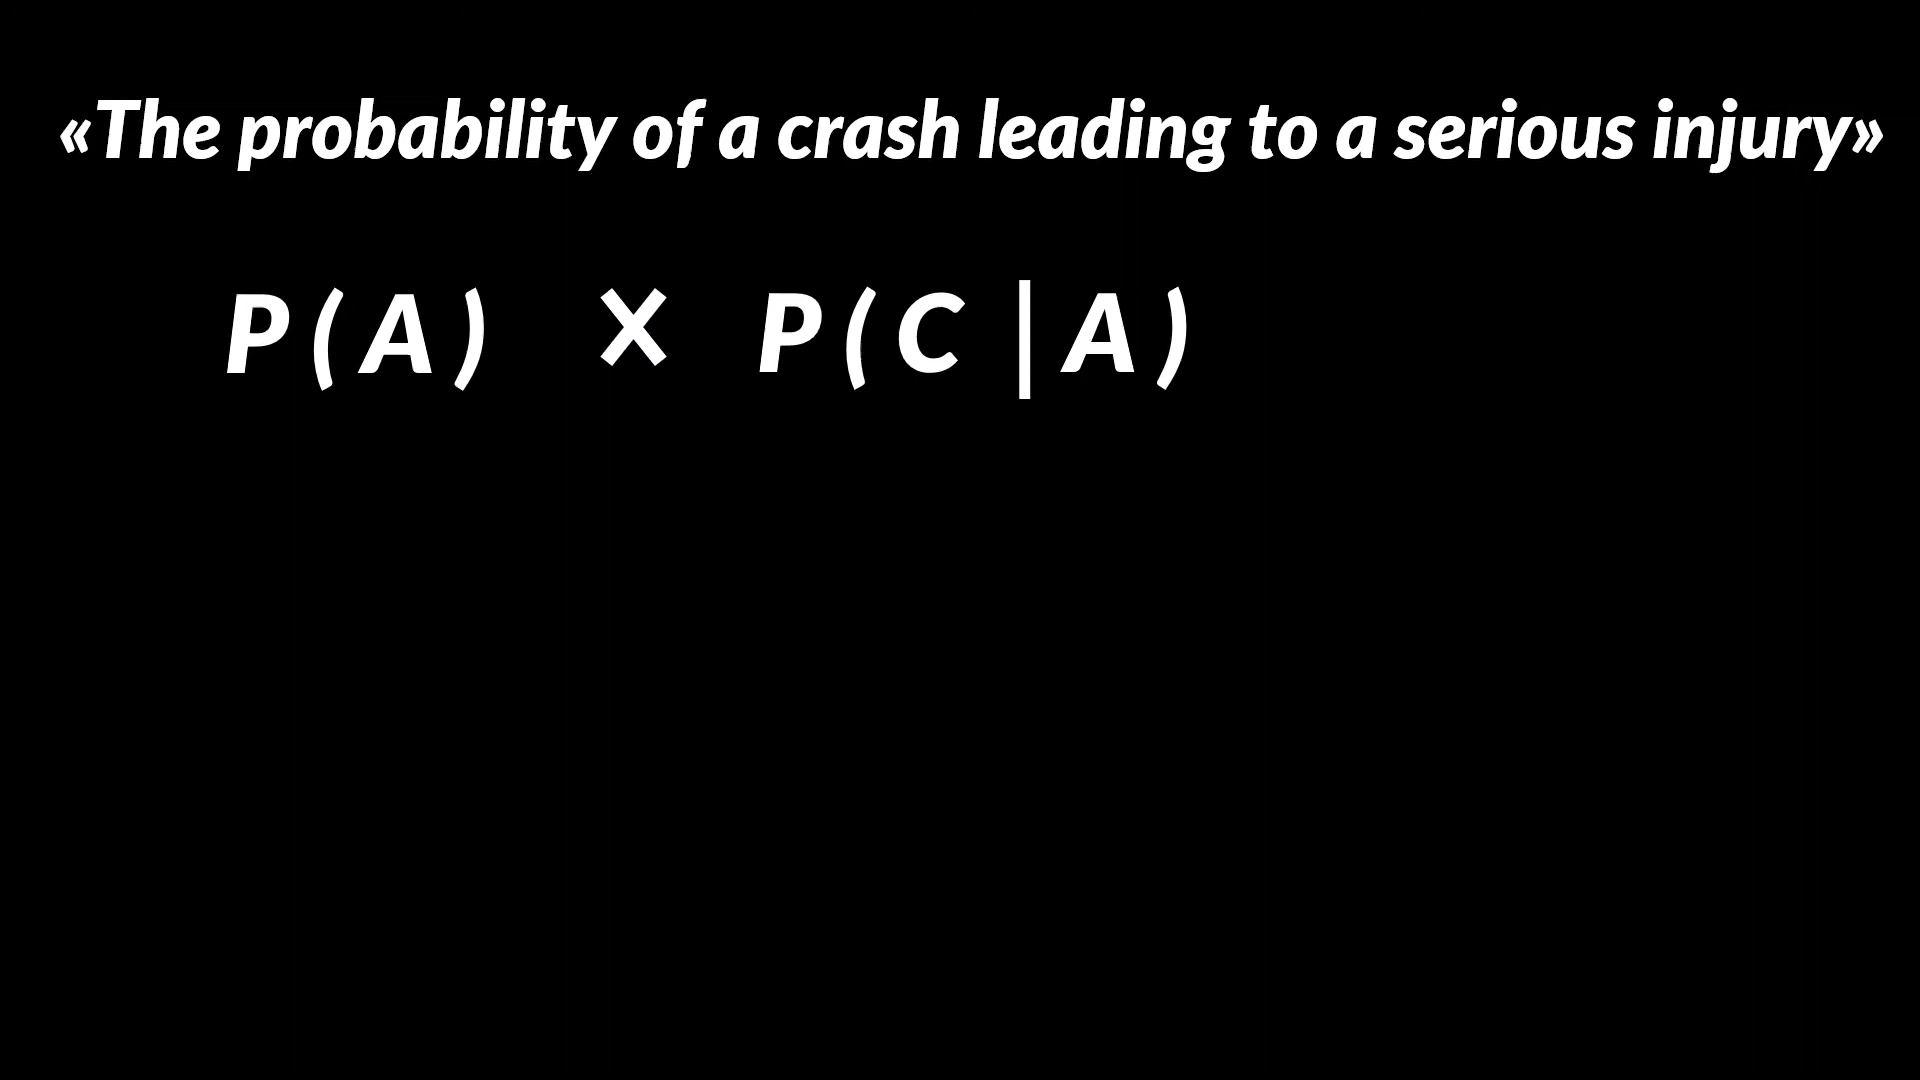 «The probability of a crash leading to a serious injury»
P(A) × P(C|A)